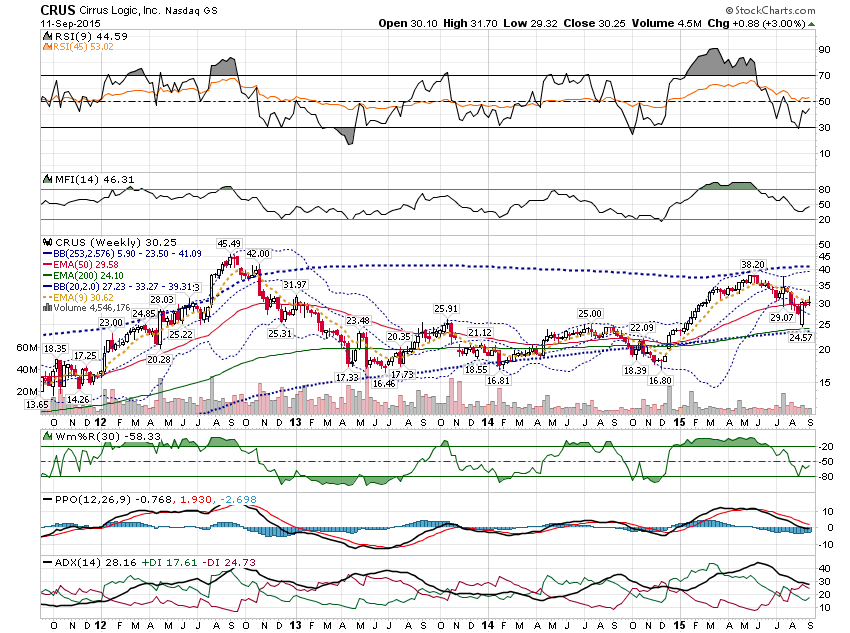 CRUS Cirrus Logic, Inc. Nasdaq GS
© StockCharts.com
11-Sep-2015
Open 30.10 High 31.70 Low 29.32 Close 30.25 Volume 4.5M Chg +0.88 (+3.00%)
RSI(9) 44.59
RSI(45) 53.02
90
70
50
30
10
MFI(14) 46.31
80
50
20
CRUS (Weekly) 30.25
BB(253,2.576) 5.90 - 23.50 - 41.09
EMA(50) 29.58
EMA(200) 24.10
BB(20,2.0) 27.23 - 33.27 - 39.31
EMA(9) 30.62
Volume 4,546,176
50
45
40
35
30
25
20
15
60M
40M
20M
45.49
42.00
38.20
31.97
28.03
24.85
23.00
25.22
25.31
20.28
18.35
17.25
14.26
13.65
23.48
20.35
17.33
16.46
17.73
25.91
21.12
18.55
16.81
25.00
22.09
18.39
16.80
29.07
24.57
O N D 12 F M A M J J A S O N D 13 F M A M J J A S O N D 14 F M A M J J A S O N D 15 F M A M J J A S
Wm%R(30) -58.33
-20
-50
-80
PPO(12,26,9) -0.768, 1.930, -2.698
10
0
-10
ADX(14) 28.16 +DI 17.61 -DI 24.73
40
30
20
10
O N D 12 F M A M J J A S O N D 13 F M A M J J A S O N D 14 F M A M J J A S O N D 15 F M A M J J A S